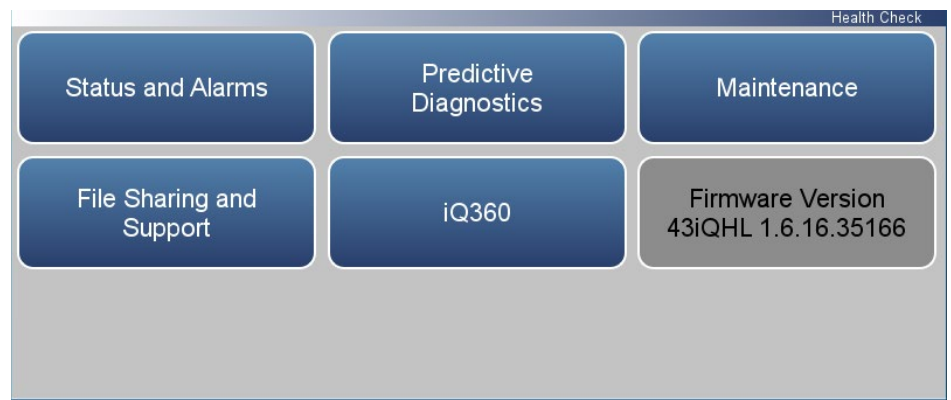 Health Check
Status and Alarms
Predictive
Diagnostics
Maintenance
File Sharing and
Support
iQ360
Firmware Version
43iQHL 1.6.16.35166